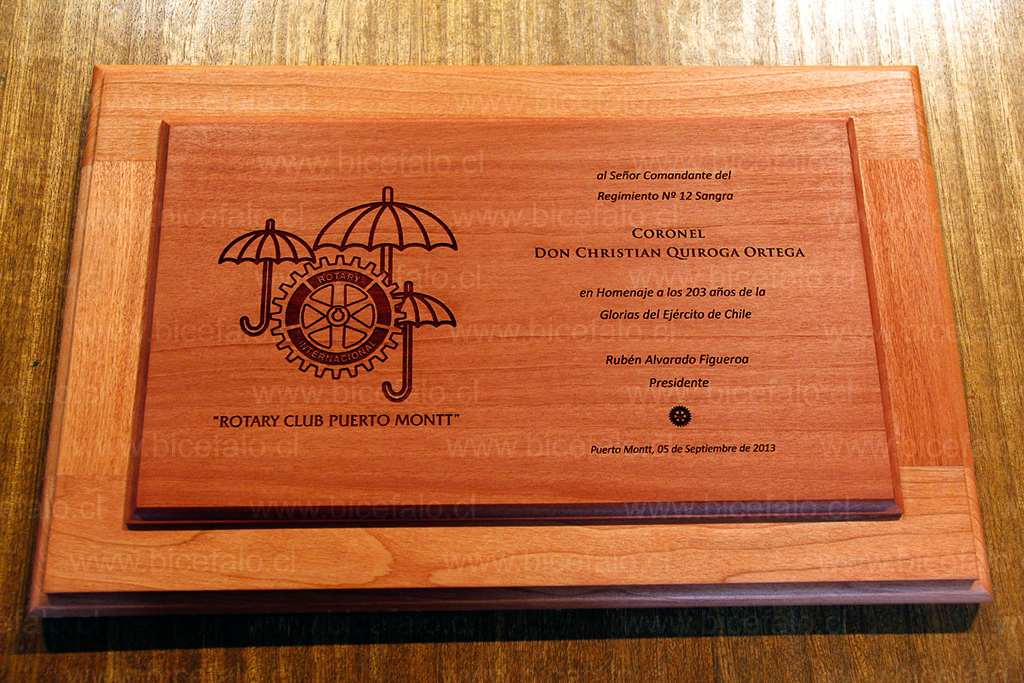 ROTARY
INTERNACIONAL
"ROTARY CLUB PUERTO MONTT"
al Señor Comandante del
Regimiento Nº 12 Sangra
CORONEL
DON CHRISTIAN QUIROGA ORTEGA
en Homenaje a los 203 años de la
Glorias del Ejército de Chile
Rubén Alvarado Figueroa
Presidente
Puerto Montt, 05 de Septiembre de 2013
www.bicefalo.cl